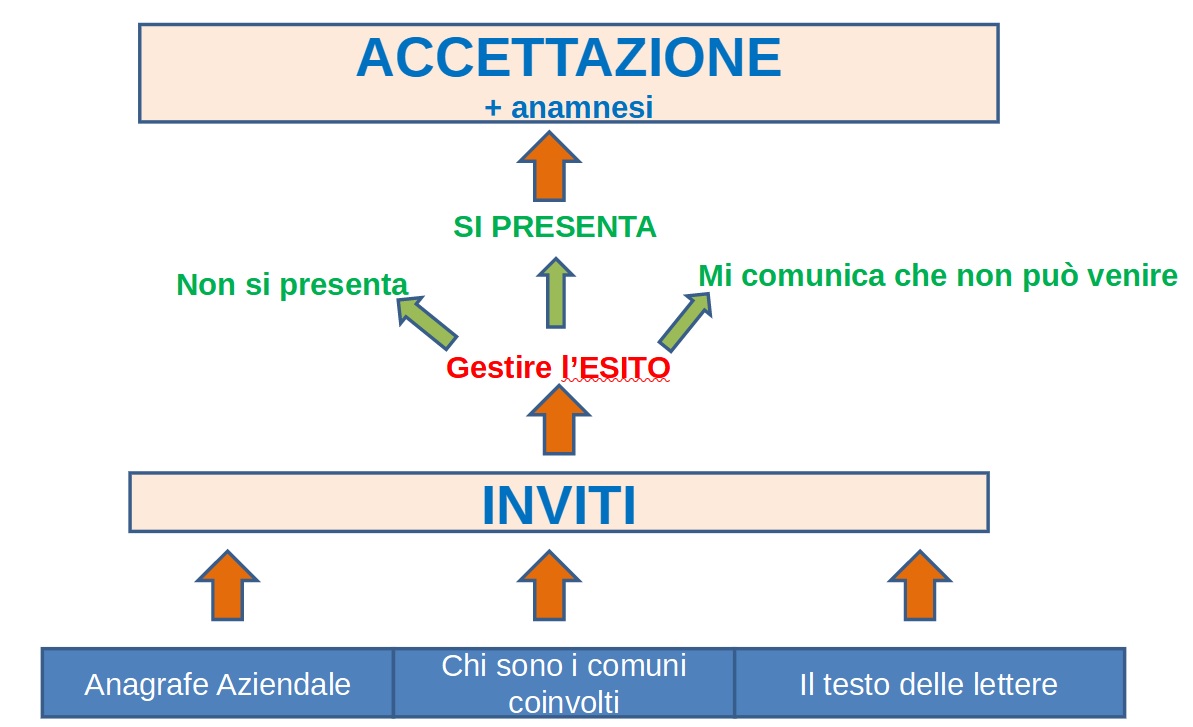 ACCETTAZIONE
+ anamnesi
SI PRESENTA
Non si presenta
Mi comunica che non può venire
Gestire l’ESITO
INVITI
Anagrafe Aziendale
Chi sono i comuni
coinvolti
Il testo delle lettere